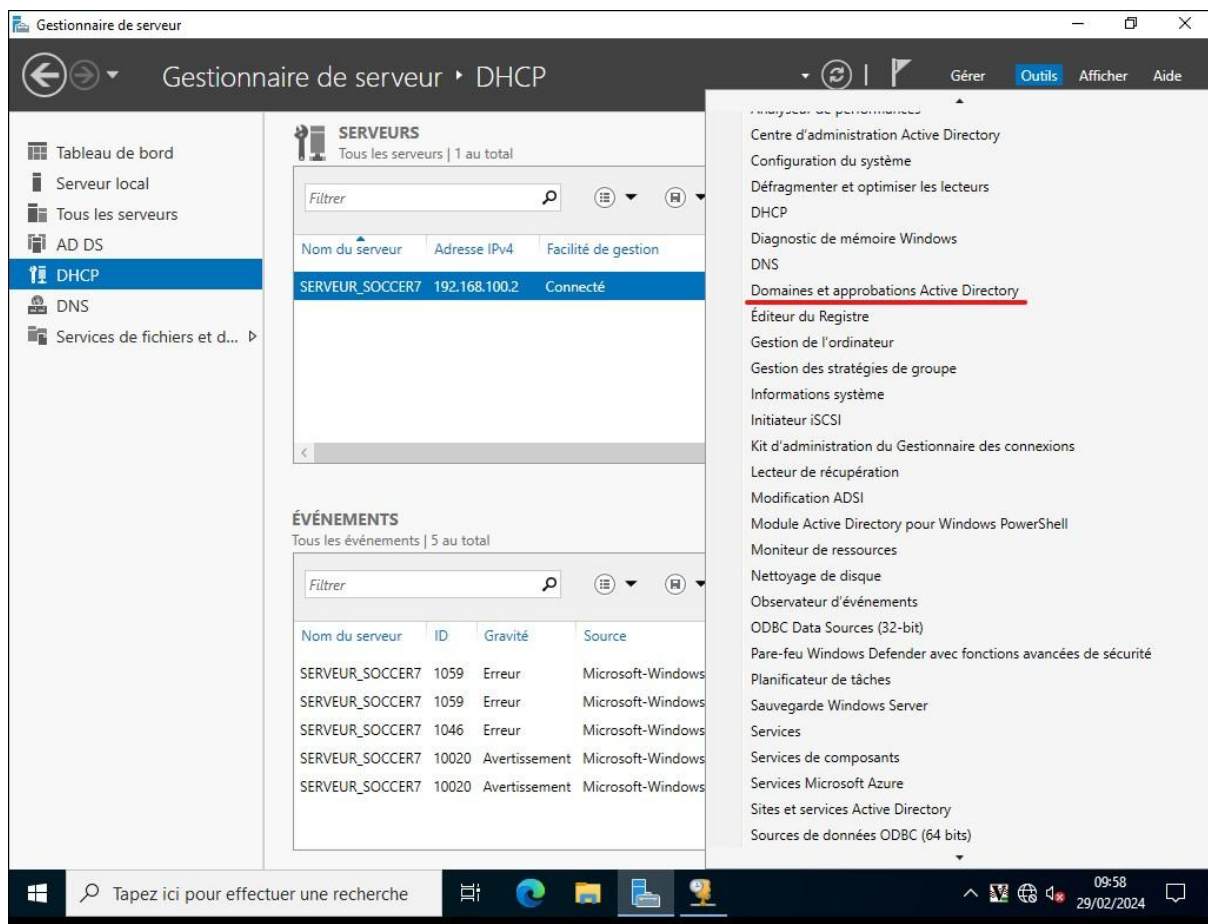 Gestionnaire de serveur
Gestionnaire de serveur DHCP
Gérer Outils Afficher Aide
Tableau de bord
Serveur local
Tous les serveurs
AD DS
DHCP
DNS
Services de fichiers et d...
SERVEURS
Tous les serveurs | 1 au total
Filtrer
Nom du serveur Adresse IPv4 Facilité de gestion
SERVEUR_SOCCER7 192.168.100.2 Connecté
ÉVÉNEMENTS
Tous les événements | 5 au total
Filtrer
Nom du serveur ID Gravité Source
SERVEUR_SOCCER7 1059 Erreur Microsoft-Windows
SERVEUR_SOCCER7 1059 Erreur Microsoft-Windows
SERVEUR_SOCCER7 1046 Erreur Microsoft-Windows
SERVEUR_SOCCER7 10020 Avertissement Microsoft-Windows
SERVEUR_SOCCER7 10020 Avertissement Microsoft-Windows
Analyseur de performances
Centre d'administration Active Directory
Configuration du système
Défragmenter et optimiser les lecteurs
DHCP
Diagnostic de mémoire Windows
DNS
Domaines et approbations Active Directory
Éditeur du Registre
Gestion de l'ordinateur
Gestion des stratégies de groupe
Informations système
Initiateur iSCSI
Kit d'administration du Gestionnaire des connexions
Lecteur de récupération
Modification ADSI
Module Active Directory pour Windows PowerShell
Moniteur de ressources
Nettoyage de disque
Observateur d'événements
ODBC Data Sources (32-bit)
Pare-feu Windows Defender avec fonctions avancées de sécurité
Planificateur de tâches
Sauvegarde Windows Server
Services
Services de composants
Services Microsoft Azure
Sites et services Active Directory
Sources de données ODBC (64 bits)
Tapez ici pour effectuer une recherche
09:58
29/02/2024